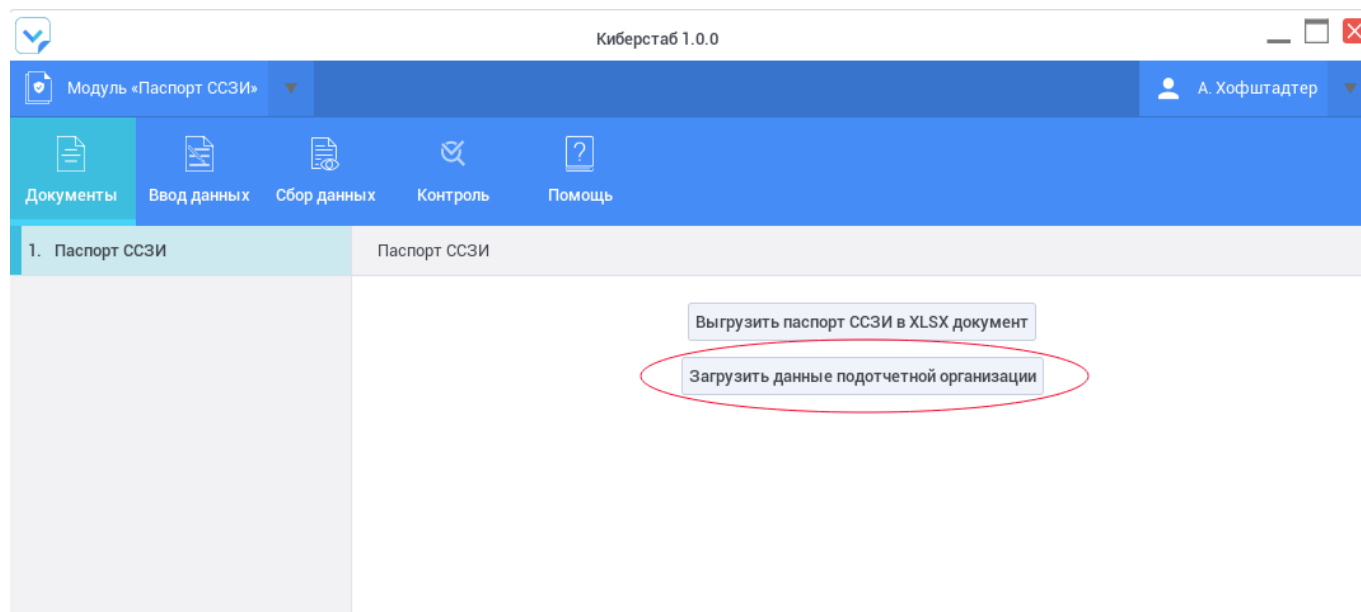 Киберстаб 1.0.0
Модуль «Паспорт ССЗИ»
А. Хофштадтер
Документы
Ввод данных
Сбор данных
Контроль
Помощь
1. Паспорт ССЗИ
Паспорт ССЗИ
Выгрузить паспорт ССЗИ в XLSX документ
Загрузить данные подотчетной организации